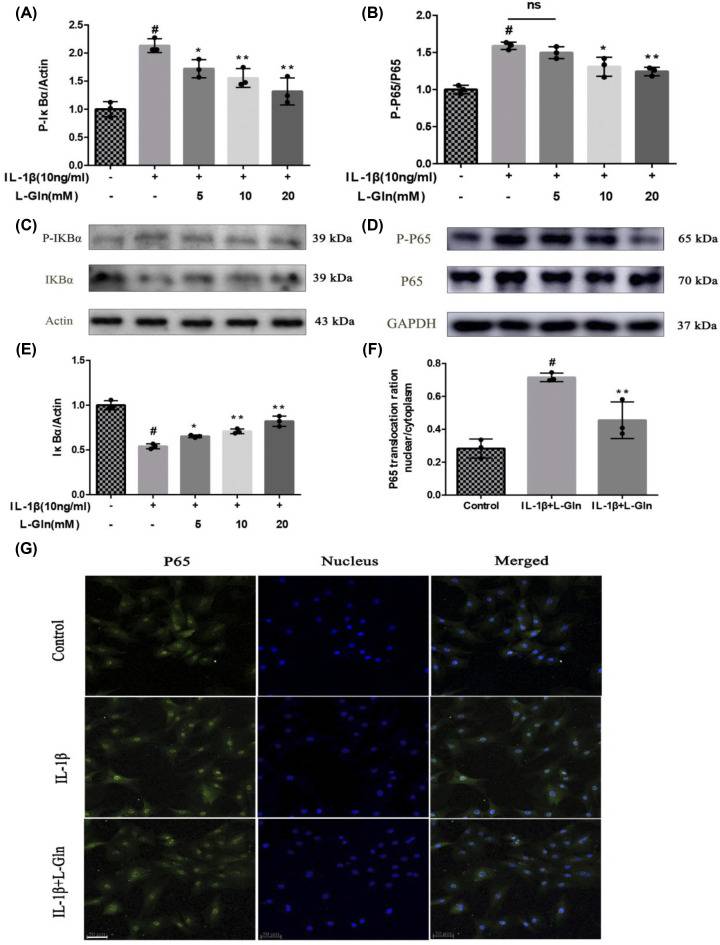 (A)
P-Iκ Bα/Actin
2.5
2.0
1.5
1.0
0.5
0.0
#
*
**
**
IL-1β(10ng/ml) - + + + +
L-Gln(mM) - - 5 10 20
(B)
P-P65/P65
2.0
1.5
1.0
0.5
0.0
ns
#
*
**
IL-1β(10ng/ml) - + + + +
L-Gln(mM) - - 5 10 20
(C)
P-IKBα 39 kDa
IKBα 39 kDa
Actin 43 kDa
(D)
P-P65 65 kDa
P65 70 kDa
GAPDH 37 kDa
(E)
Iκ Bα/Actin
1.5
1.0
0.5
0.0
#
*
**
**
IL-1β(10ng/ml) - + + + +
L-Gln(mM) - - 5 10 20
(F)
P65 translocation ration
nuclear/cytoplasm
0.8
0.6
0.4
0.2
0.0
#
**
Control IL-1β+L-Gln IL-1β+L-Gln
(G)
P65 Nucleus Merged
Control
IL-1β
IL-1β+L-Gln